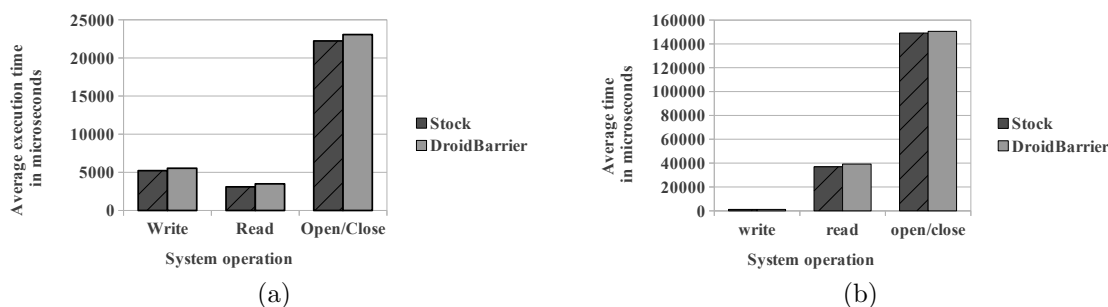 Average execution time
in microseconds
25000
20000
15000
10000
5000
0
Write
Read
Open/Close
System operation
Stock
DroidBarrier
(a)
Average time
in microseconds
160000
140000
120000
100000
80000
60000
40000
20000
0
write
read
open/close
System operation
Stock
DroidBarrier
(b)